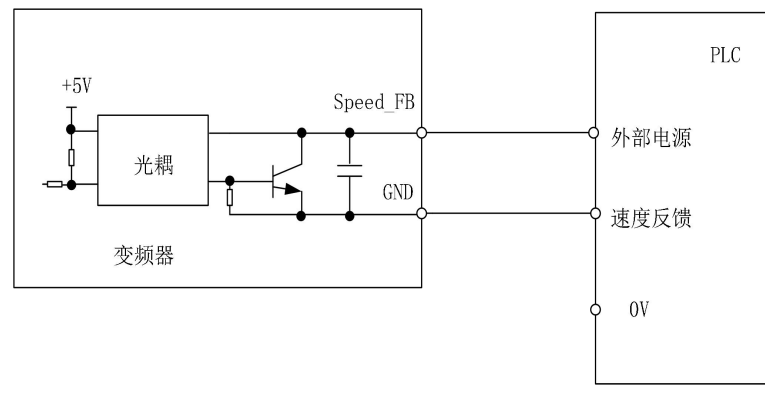 PLC
+5V
Speed_FB
外部电源
光耦
GND
速度反馈
变频器
0V